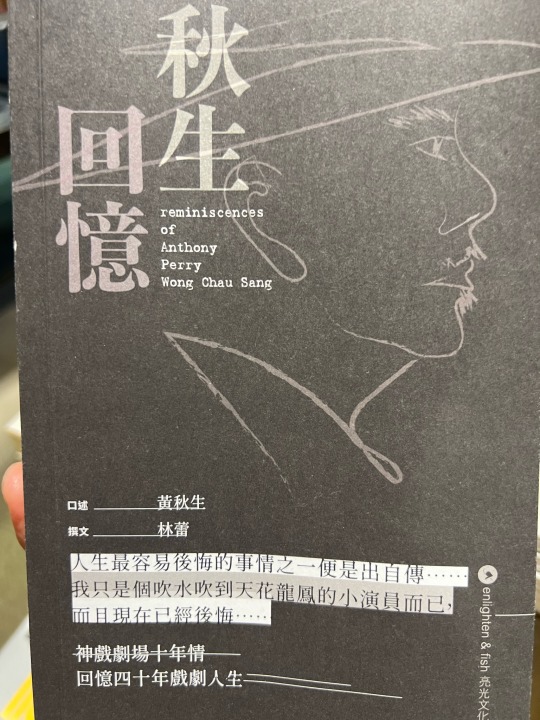 秋生
回憶
reminiscences
of
Anthony
Perry
Wong Chau Sang
口述 黃秋生
撰文 林蕾
人生最容易後悔的事情之一便是出自傳⋯⋯
我只是個吹水吹到天花龍鳳的小演員而已，
而且現在已經後悔⋯⋯
神戲劇場十年情
回憶四十年戲劇人生
enlighten & fish 亮光文化